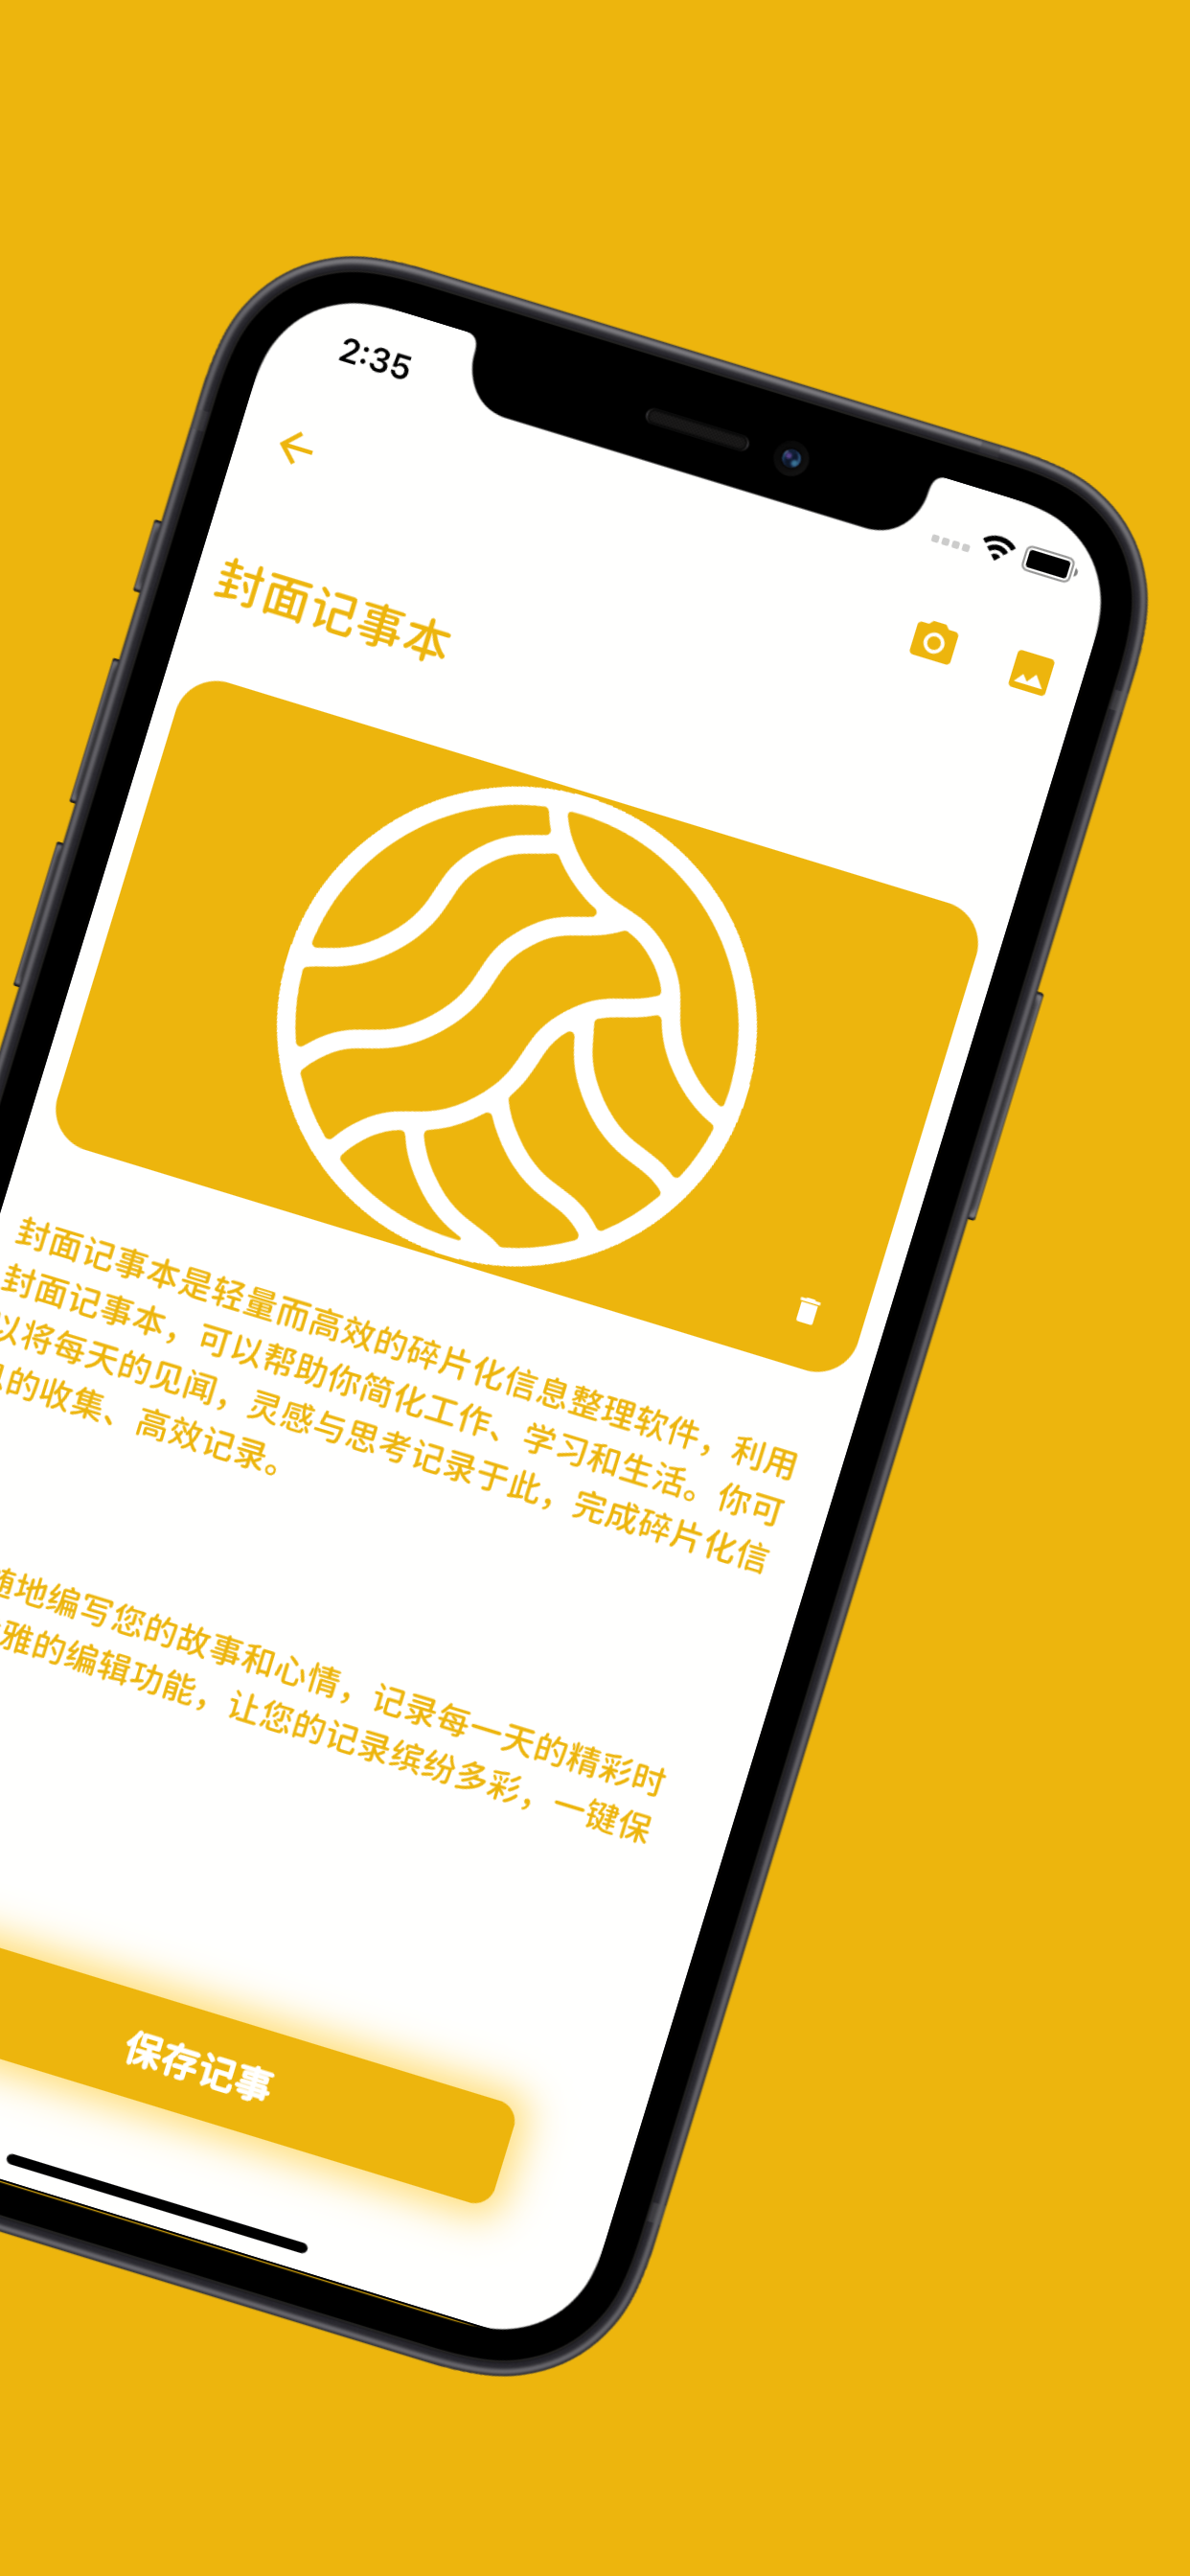 2:35
封面记事本
封面记事本是轻量而高效的碎片化信息整理软件，利用
封面记事本，可以帮助你简化工作、学习和生活。你可
以将每天的见闻，灵感与思考记录于此，完成碎片化信
的收集、高效记录。
随地编写您的故事和心情，记录每一天的精彩时
雅的编辑功能，让您的记录缤纷多彩，一键保
保存记事